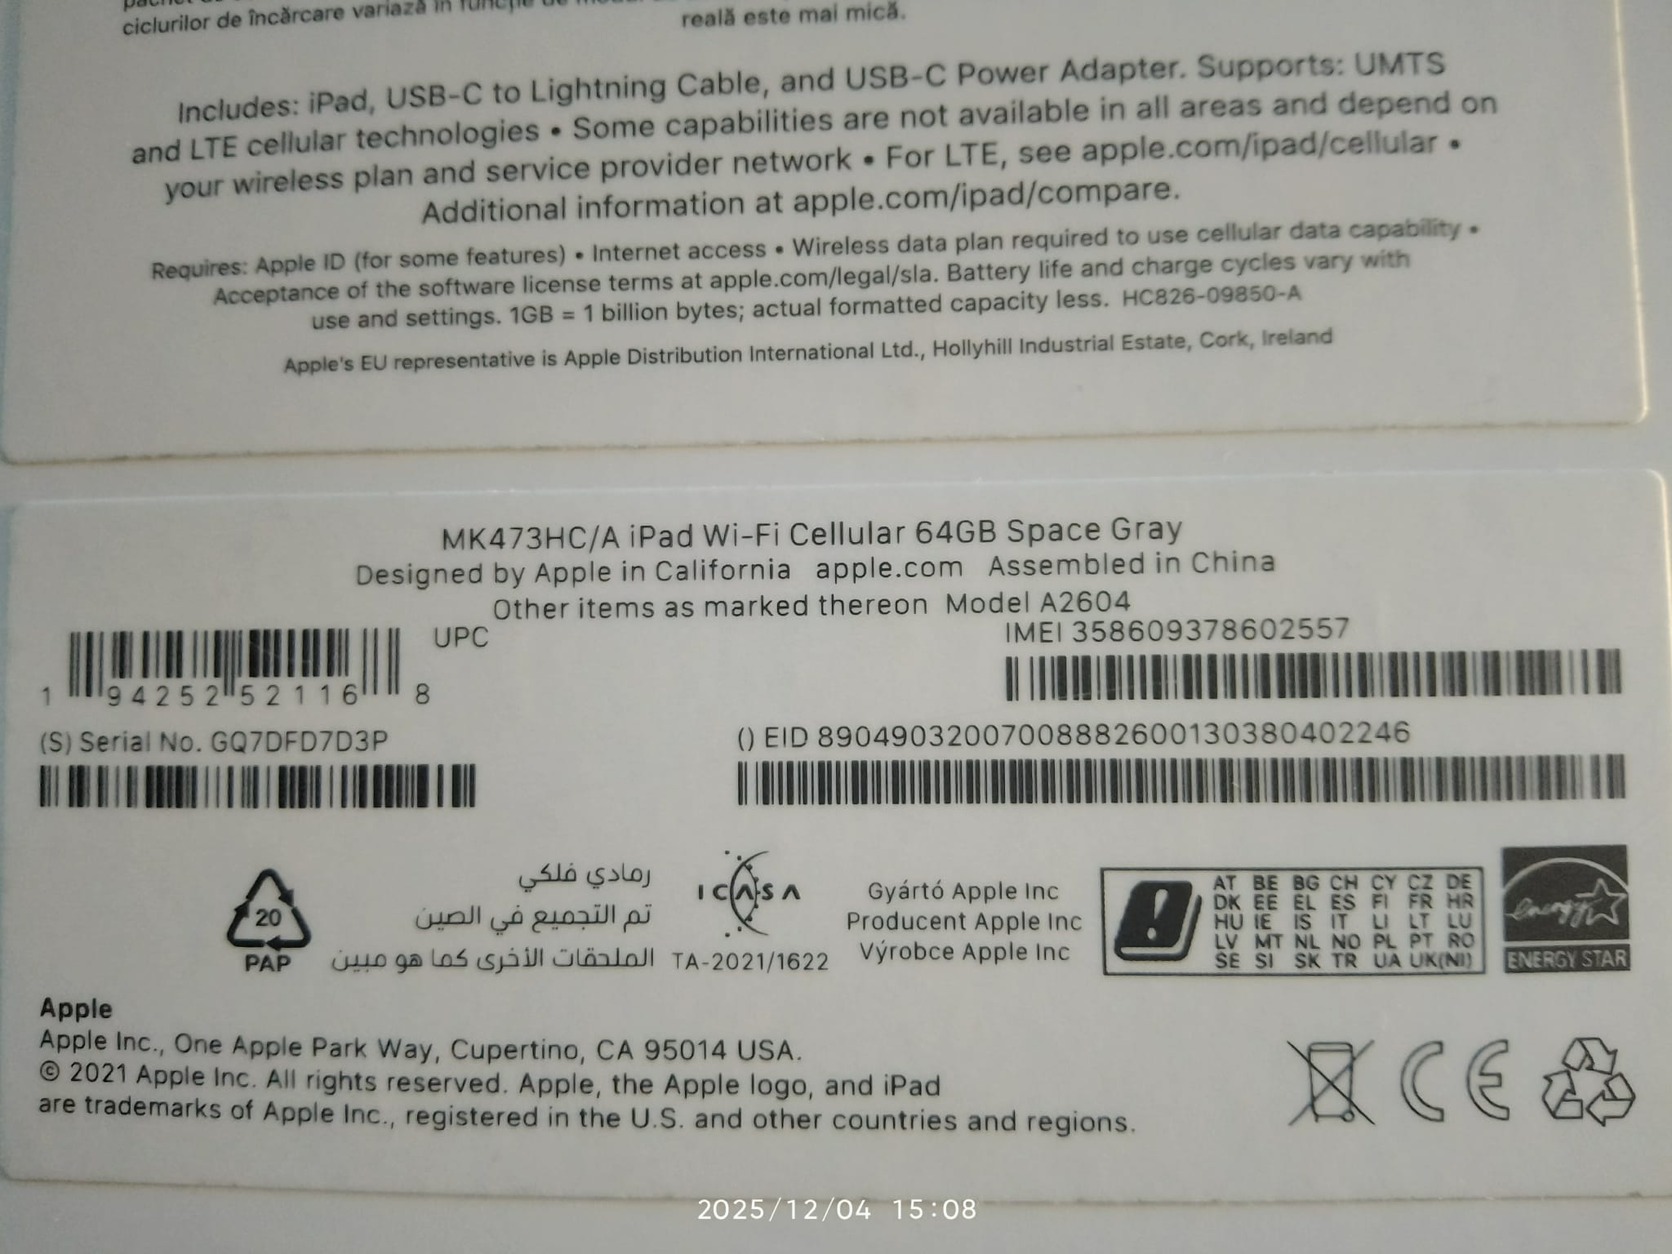 ciclurilor de încărcare variază în funcție de
reală este mai mică.
Includes: iPad, USB-C to Lightning Cable, and USB-C Power Adapter. Supports: UMTS
and LTE cellular technologies • Some capabilities are not available in all areas and depend on
your wireless plan and service provider network • For LTE, see apple.com/ipad/cellular •
Additional information at apple.com/ipad/compare.
Requires: Apple ID (for some features) • Internet access • Wireless data plan required to use cellular data capability •
Acceptance of the software license terms at apple.com/legal/sla. Battery life and charge cycles vary with
use and settings. 1GB = 1 billion bytes; actual formatted capacity less. HC826-09850-A
Apple's EU representative is Apple Distribution International Ltd., Hollyhill Industrial Estate, Cork, Ireland
MK473HC/A iPad Wi-Fi Cellular 64GB Space Gray
Designed by Apple in California apple.com Assembled in China
Other items as marked thereon Model A2604
UPC
1 94252 52116 8
IMEI 358609378602557
(S) Serial No. GQ7DFD7D3P
() EID 89049032007008882600130380402246
20
PAP
رمادي فلكي
تم التجميع في الصين
الملحقات الأخرى كما هو مبين
ICASA
TA-2021/1622
Gyártó Apple Inc
Producent Apple Inc
Výrobce Apple Inc
AT BE BG CH CY CZ DE
DK EE EL ES FI FR HR
HU IE IS IT LI LT LU
LV MT NL NO PL PT RO
SE SI SK TR UA UK(NI)
energy
ENERGY STAR
Apple
Apple Inc., One Apple Park Way, Cupertino, CA 95014 USA.
© 2021 Apple Inc. All rights reserved. Apple, the Apple logo, and iPad
are trademarks of Apple Inc., registered in the U.S. and other countries and regions.
CE
2025/12/04 15:08